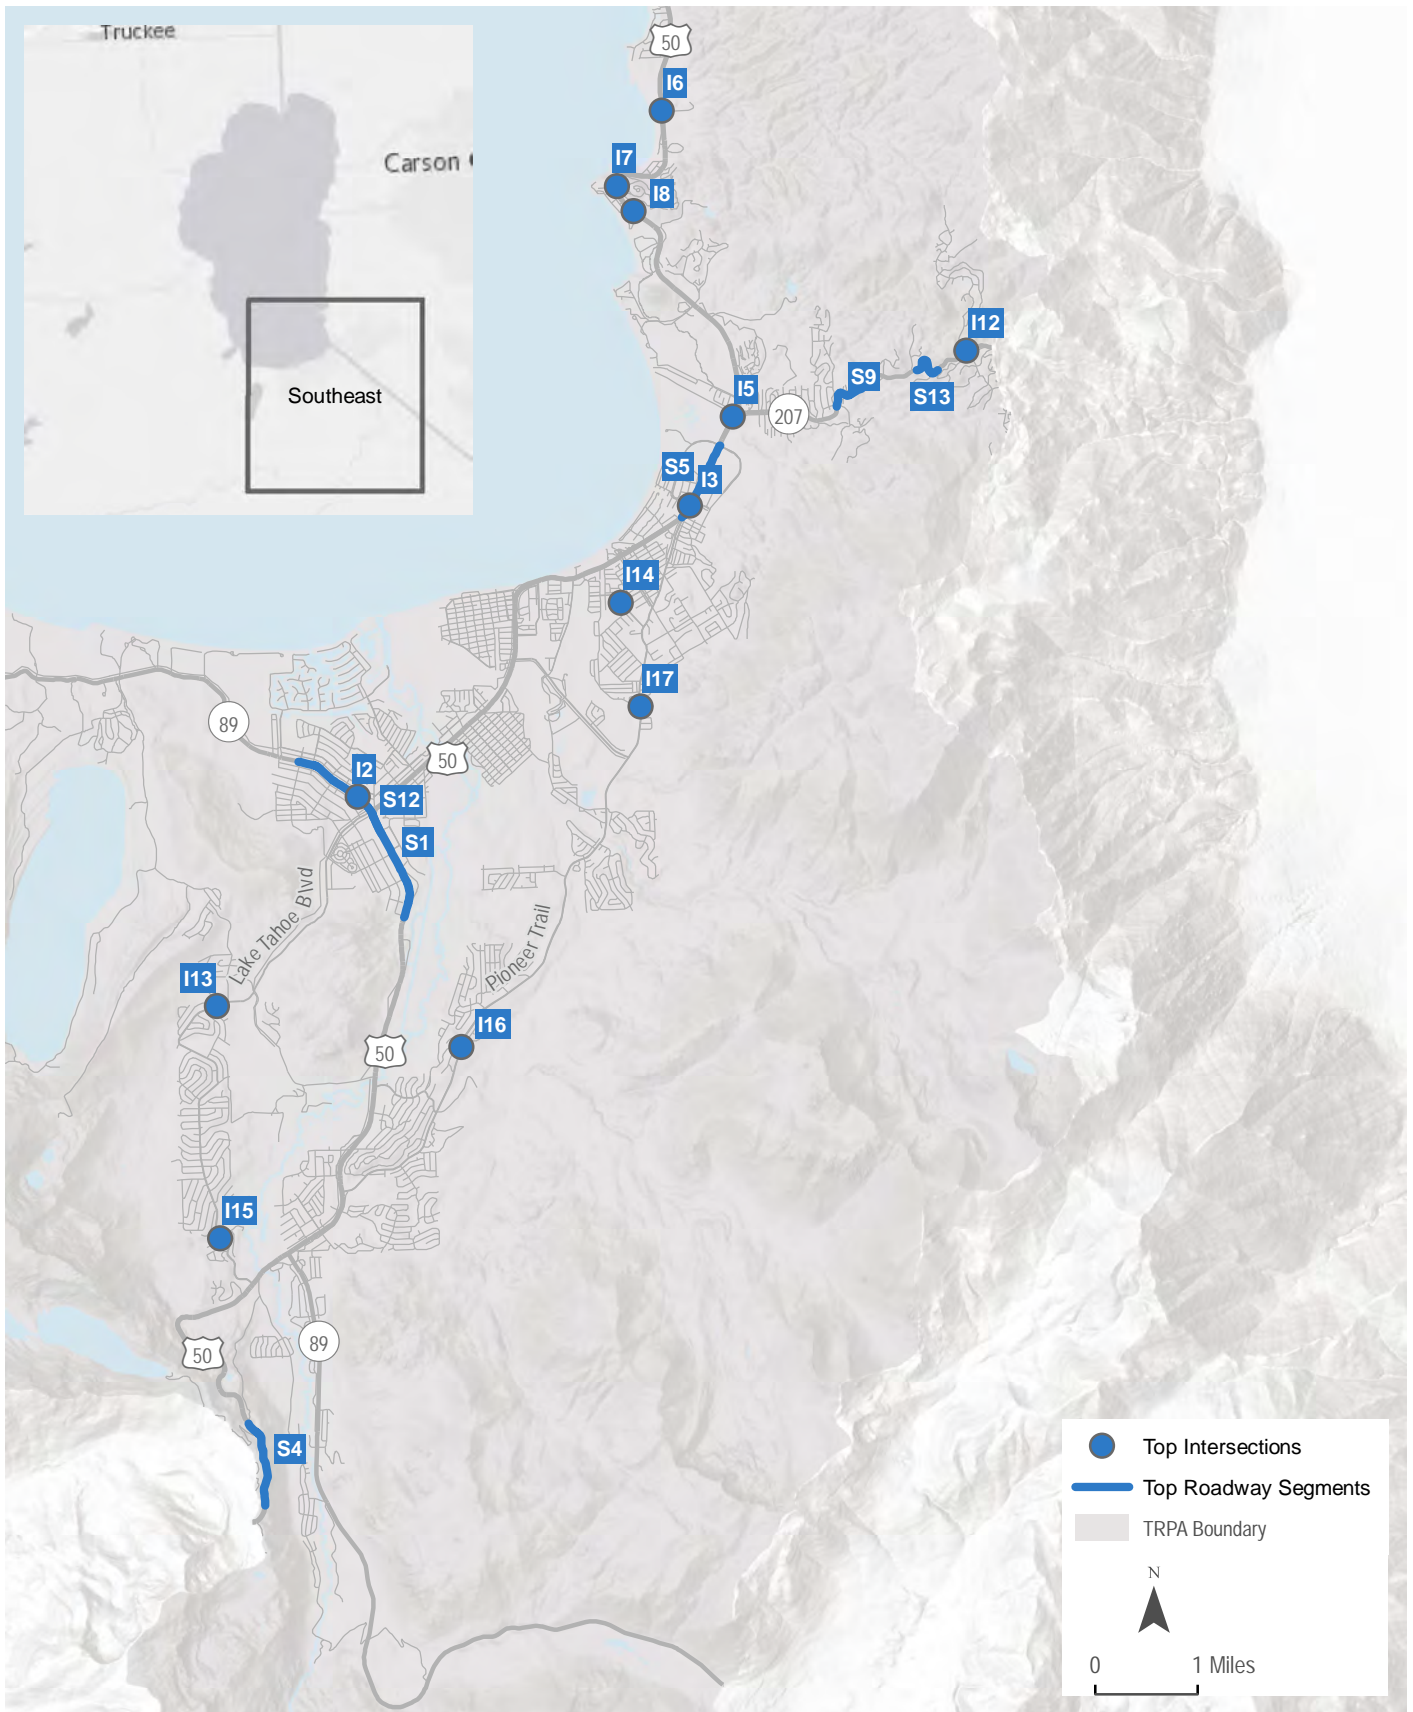 Truckee
Carson
Southeast
50
I6
I7
I8
I12
S9
S13
I5
207
S5
I3
I14
I17
89
50
I2
S12
S1
Lake Tahoe Blvd
Pioneer Trail
I13
I16
50
I15
50
89
S4
Top Intersections
Top Roadway Segments
TRPA Boundary
N
0 1 Miles